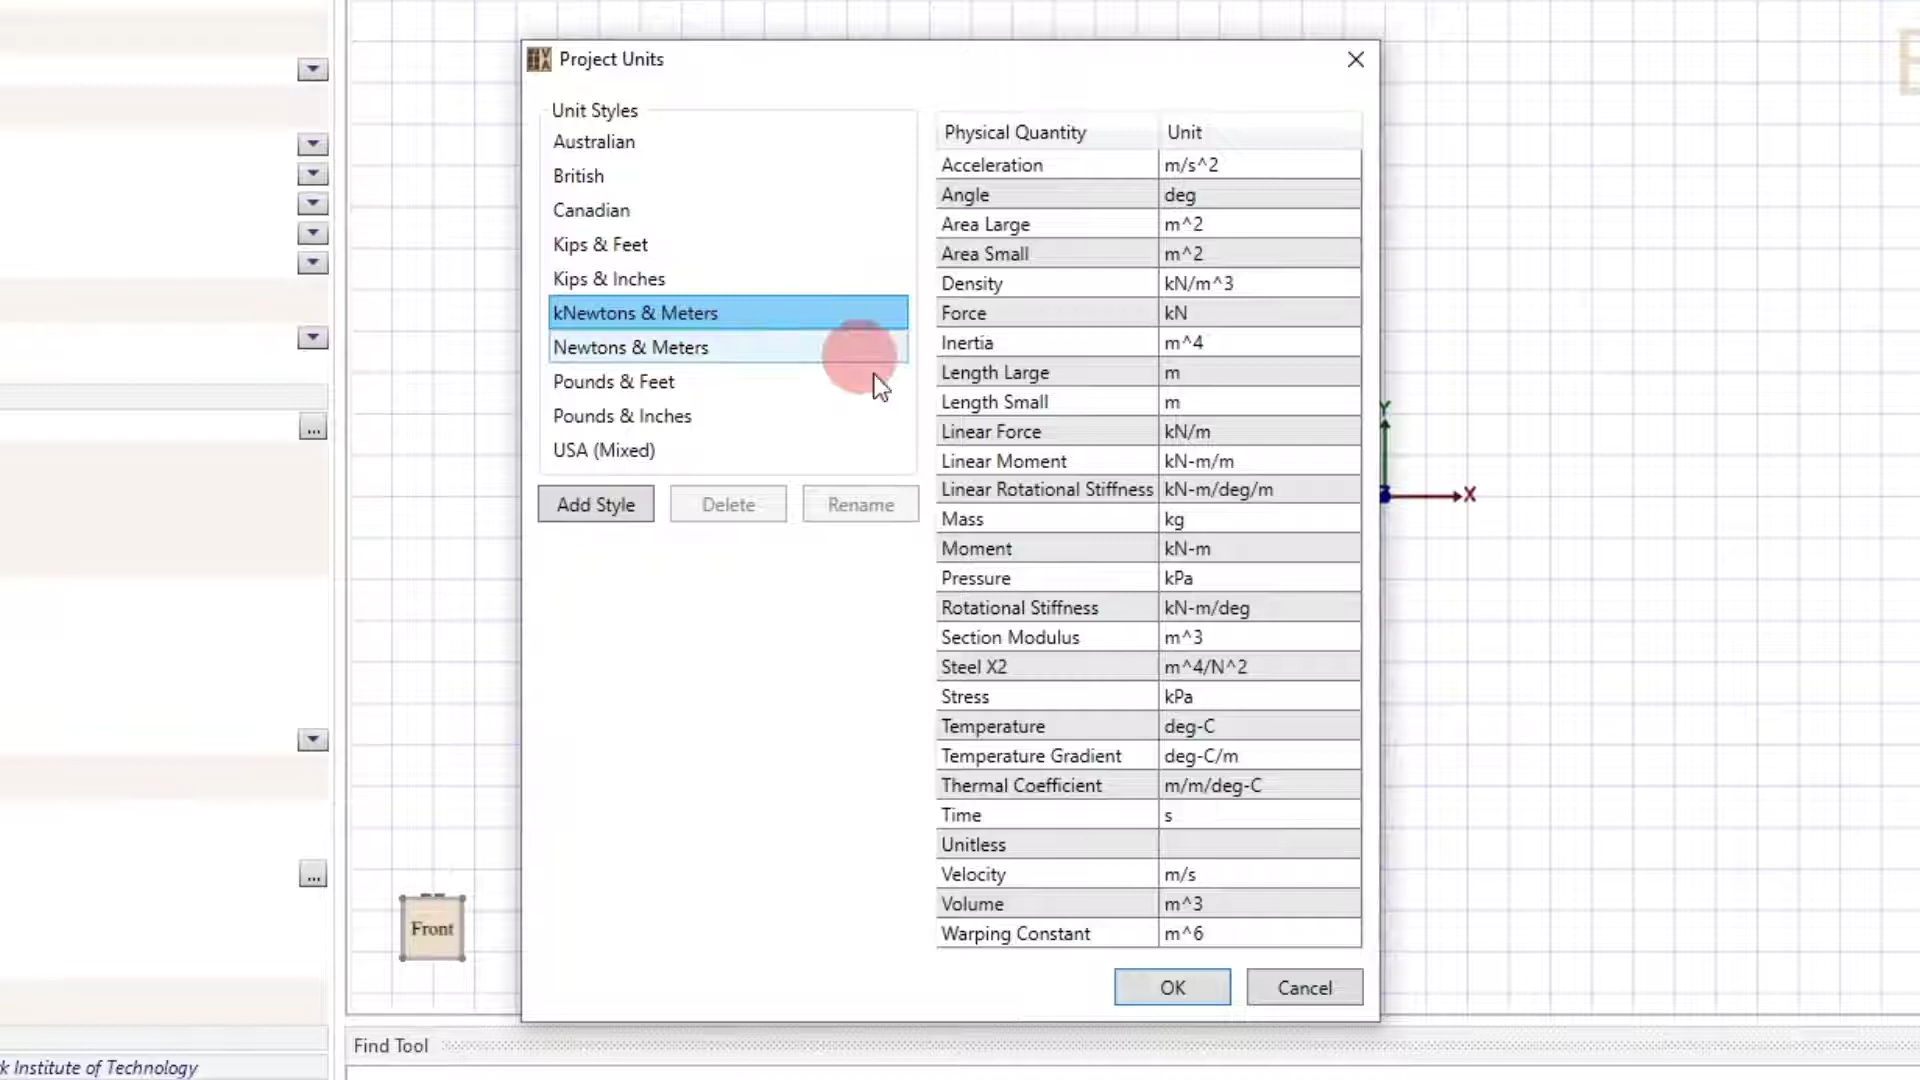 Project Units
Unit Styles
Australian
British
Canadian
Kips & Feet
Kips & Inches
kNewtons & Meters
Newtons & Meters
Pounds & Feet
Pounds & Inches
USA (Mixed)
Add Style
Delete
Rename
Physical Quantity Unit
Acceleration m/s^2
Angle deg
Area Large m^2
Area Small m^2
Density kN/m^3
Force kN
Inertia m^4
Length Large m
Length Small m
Linear Force kN/m
Linear Moment kN-m/m
Linear Rotational Stiffness kN-m/deg/m
Mass kg
Moment kN-m
Pressure kPa
Rotational Stiffness kN-m/deg
Section Modulus m^3
Steel X2 m^4/N^2
Stress kPa
Temperature deg-C
Temperature Gradient deg-C/m
Thermal Coefficient m/m/deg-C
Time s
Unitless
Velocity m/s
Volume m^3
Warping Constant m^6
OK
Cancel
...
...
Y
X
Front
Find Tool
k Institute of Technology